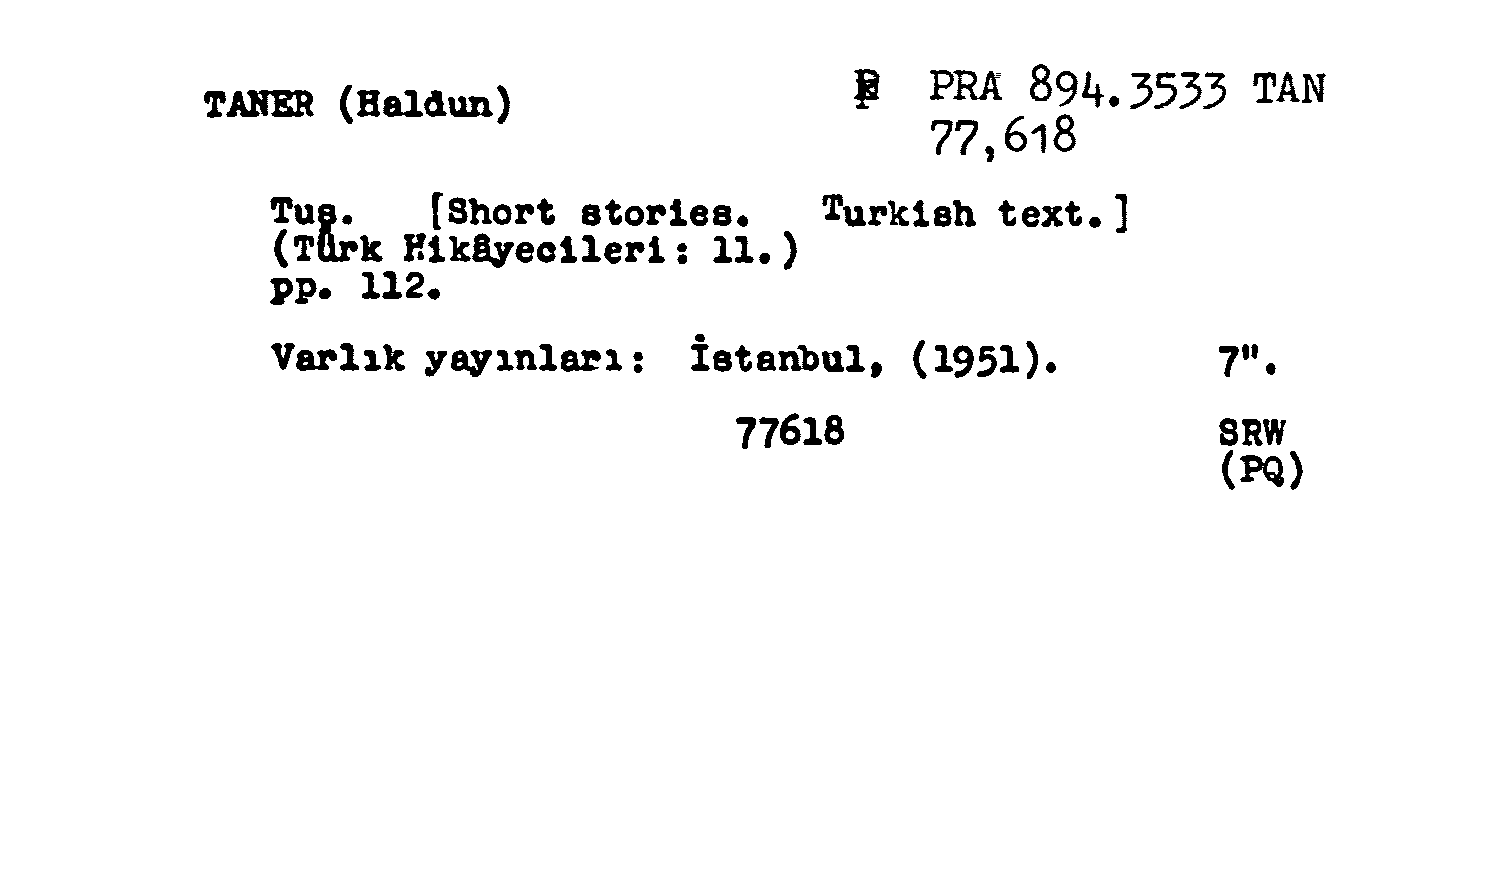 TANER (Haldun)
PRA 894.3533 TAN
77,618
Tuş. [Short stories. Turkish text.]
(Türk Hikâyecileri: 11.)
pp. 112.
Varlık yayınları: İstanbul, (1951). 7".
77618 SRW
(PQ)